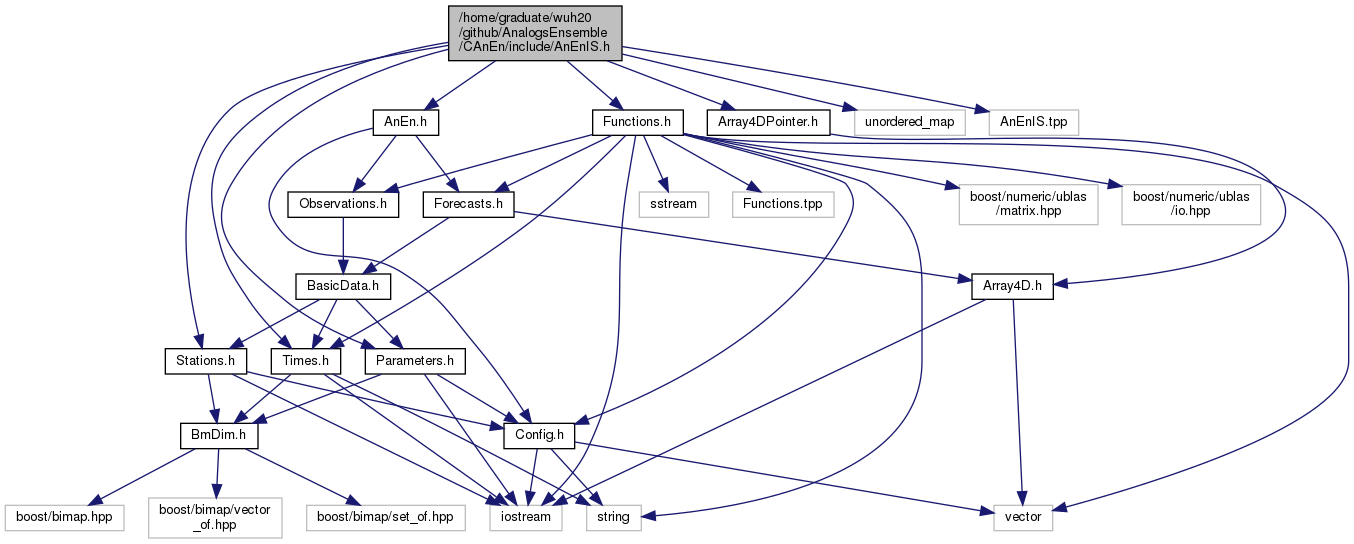 /home/graduate/wuh20
/github/AnalogsEnsemble
/CAnEn/include/AnEnIS.h
AnEn.h
Functions.h
Array4DPointer.h
unordered_map
AnEnIS.tpp
Observations.h
Forecasts.h
sstream
Functions.tpp
boost/numeric/ublas
/matrix.hpp
boost/numeric/ublas
/io.hpp
BasicData.h
Array4D.h
Stations.h
Times.h
Parameters.h
BmDim.h
Config.h
boost/bimap.hpp
boost/bimap/vector
_of.hpp
boost/bimap/set_of.hpp
iostream
string
vector